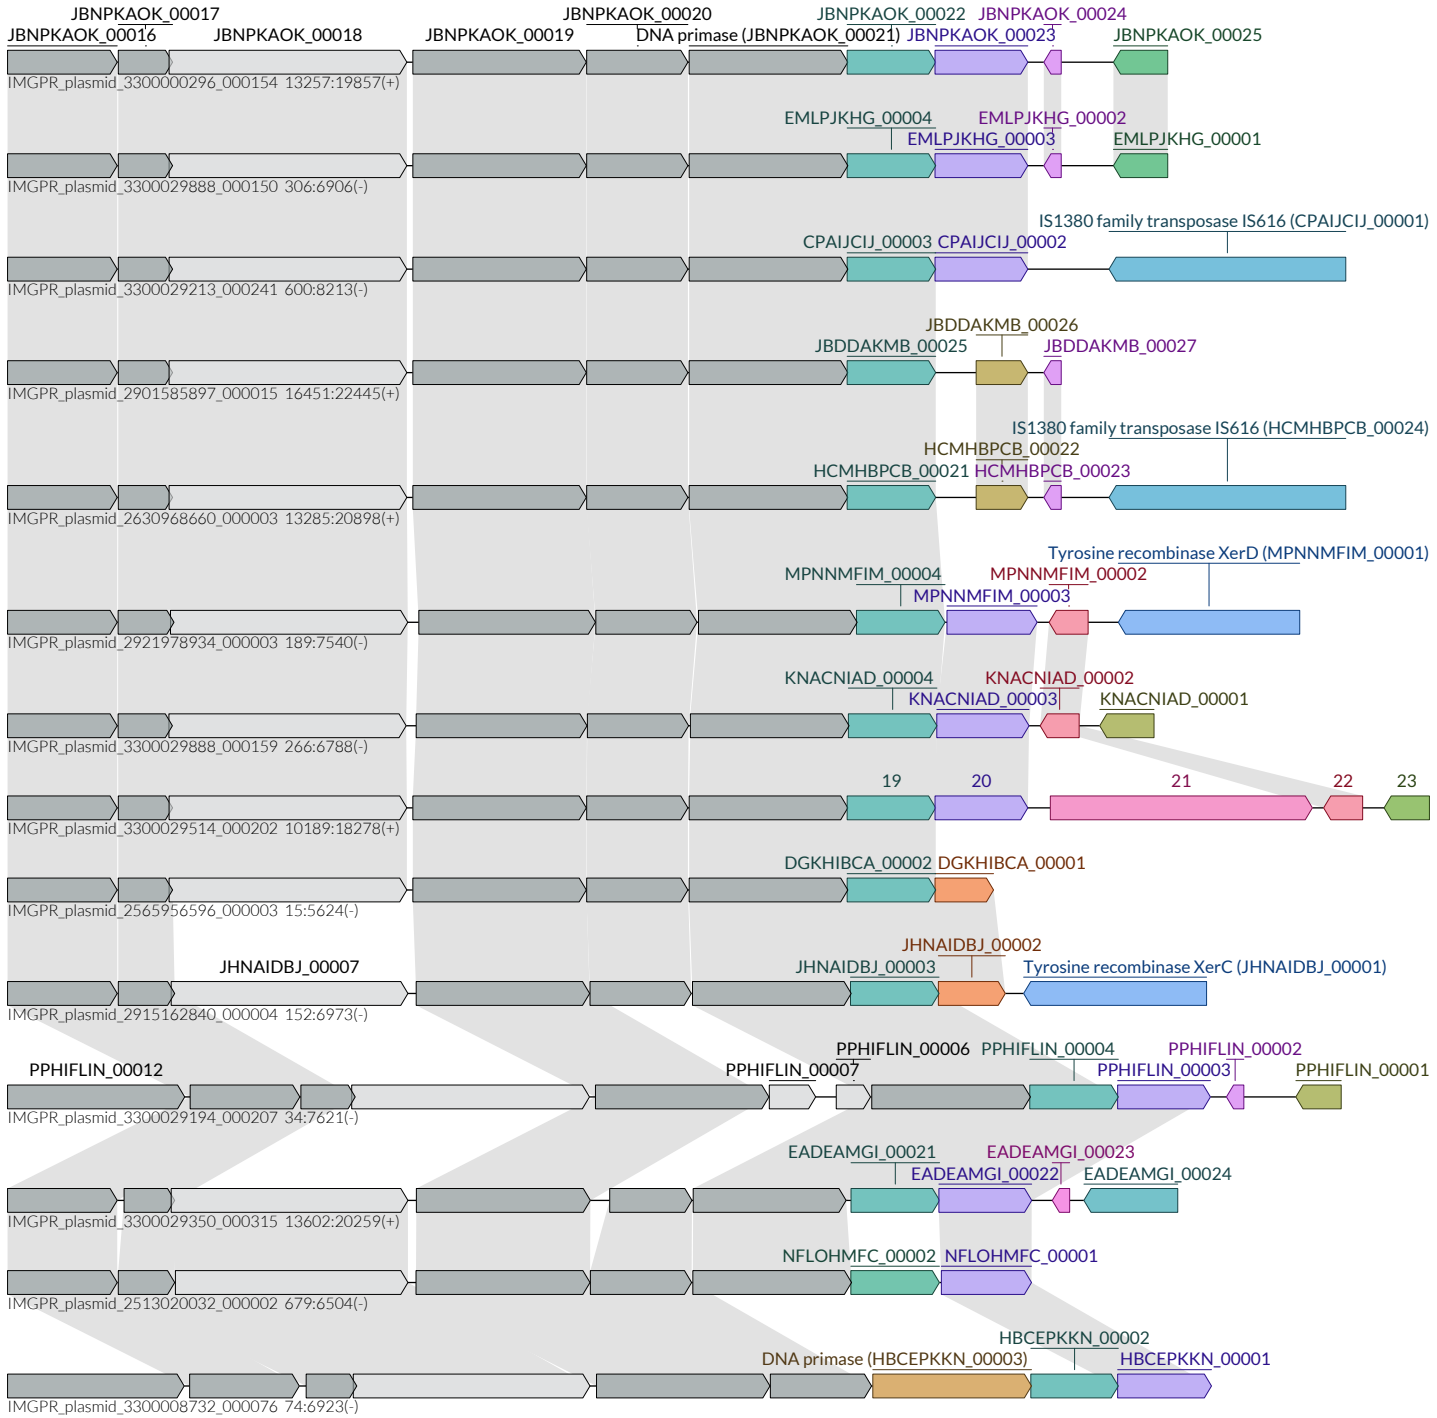 JBNPKAOK_00017 JBNPKAOK_00020 JBNPKAOK_00022 JBNPKAOK_00024
JBNPKAOK_00016 JBNPKAOK_00018 JBNPKAOK_00019 DNA primase (JBNPKAOK_00021) JBNPKAOK_00023 JBNPKAOK_00025
IMGPR_plasmid_3300000296_000154 13257:19857(+)
EMLPJKHG_00004 EMLPJKHG_00002
EMLPJKHG_00003 EMLPJKHG_00001
IMGPR_plasmid_3300029888_000150 306:6906(-)
IS1380 family transposase IS616 (CPAIJCIJ_00001)
CPAIJCIJ_00003 CPAIJCIJ_00002
IMGPR_plasmid_3300029213_000241 600:8213(-)
JBDDAKMB_00026
JBDDAKMB_00025 JBDDAKMB_00027
IMGPR_plasmid_2901585897_000015 16451:22445(+)
IS1380 family transposase IS616 (HCMHBPCB_00024)
HCMHBPCB_00022
HCMHBPCB_00021 HCMHBPCB_00023
IMGPR_plasmid_2630968660_000003 13285:20898(+)
Tyrosine recombinase XerD (MPNNMFIM_00001)
MPNNMFIM_00004 MPNNMFIM_00002
MPNNMFIM_00003
IMGPR_plasmid_2921978934_000003 189:7540(-)
KNACNIAD_00004 KNACNIAD_00002
KNACNIAD_00003 KNACNIAD_00001
IMGPR_plasmid_3300029888_000159 266:6788(-)
19 20 21 22 23
IMGPR_plasmid_3300029514_000202 10189:18278(+)
DGKHIBCA_00002 DGKHIBCA_00001
IMGPR_plasmid_2565956596_000003 15:5624(-)
JHNAIDBJ_00002
JHNAIDBJ_00007 JHNAIDBJ_00003 Tyrosine recombinase XerC (JHNAIDBJ_00001)
IMGPR_plasmid_2915162840_000004 152:6973(-)
PPHIFLIN_00006 PPHIFLIN_00004 PPHIFLIN_00002
PPHIFLIN_00012 PPHIFLIN_00007 PPHIFLIN_00003 PPHIFLIN_00001
IMGPR_plasmid_3300029194_000207 34:7621(-)
EADEAMGI_00021 EADEAMGI_00023
EADEAMGI_00022 EADEAMGI_00024
IMGPR_plasmid_3300029350_000315 13602:20259(+)
NFLOHMFC_00002 NFLOHMFC_00001
IMGPR_plasmid_2513020032_000002 679:6504(-)
HBCEPKKN_00002
DNA primase (HBCEPKKN_00003) HBCEPKKN_00001
IMGPR_plasmid_3300008732_000076 74:6923(-)